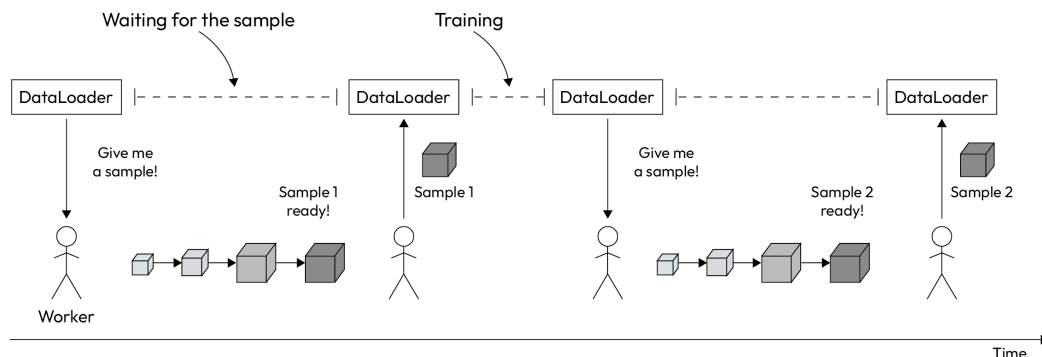 Waiting for the sample
Training
DataLoader
DataLoader
DataLoader
DataLoader
Give me
a sample!
Sample 1
ready!
Sample 1
Give me
a sample!
Sample 2
ready!
Sample 2
Worker
Time